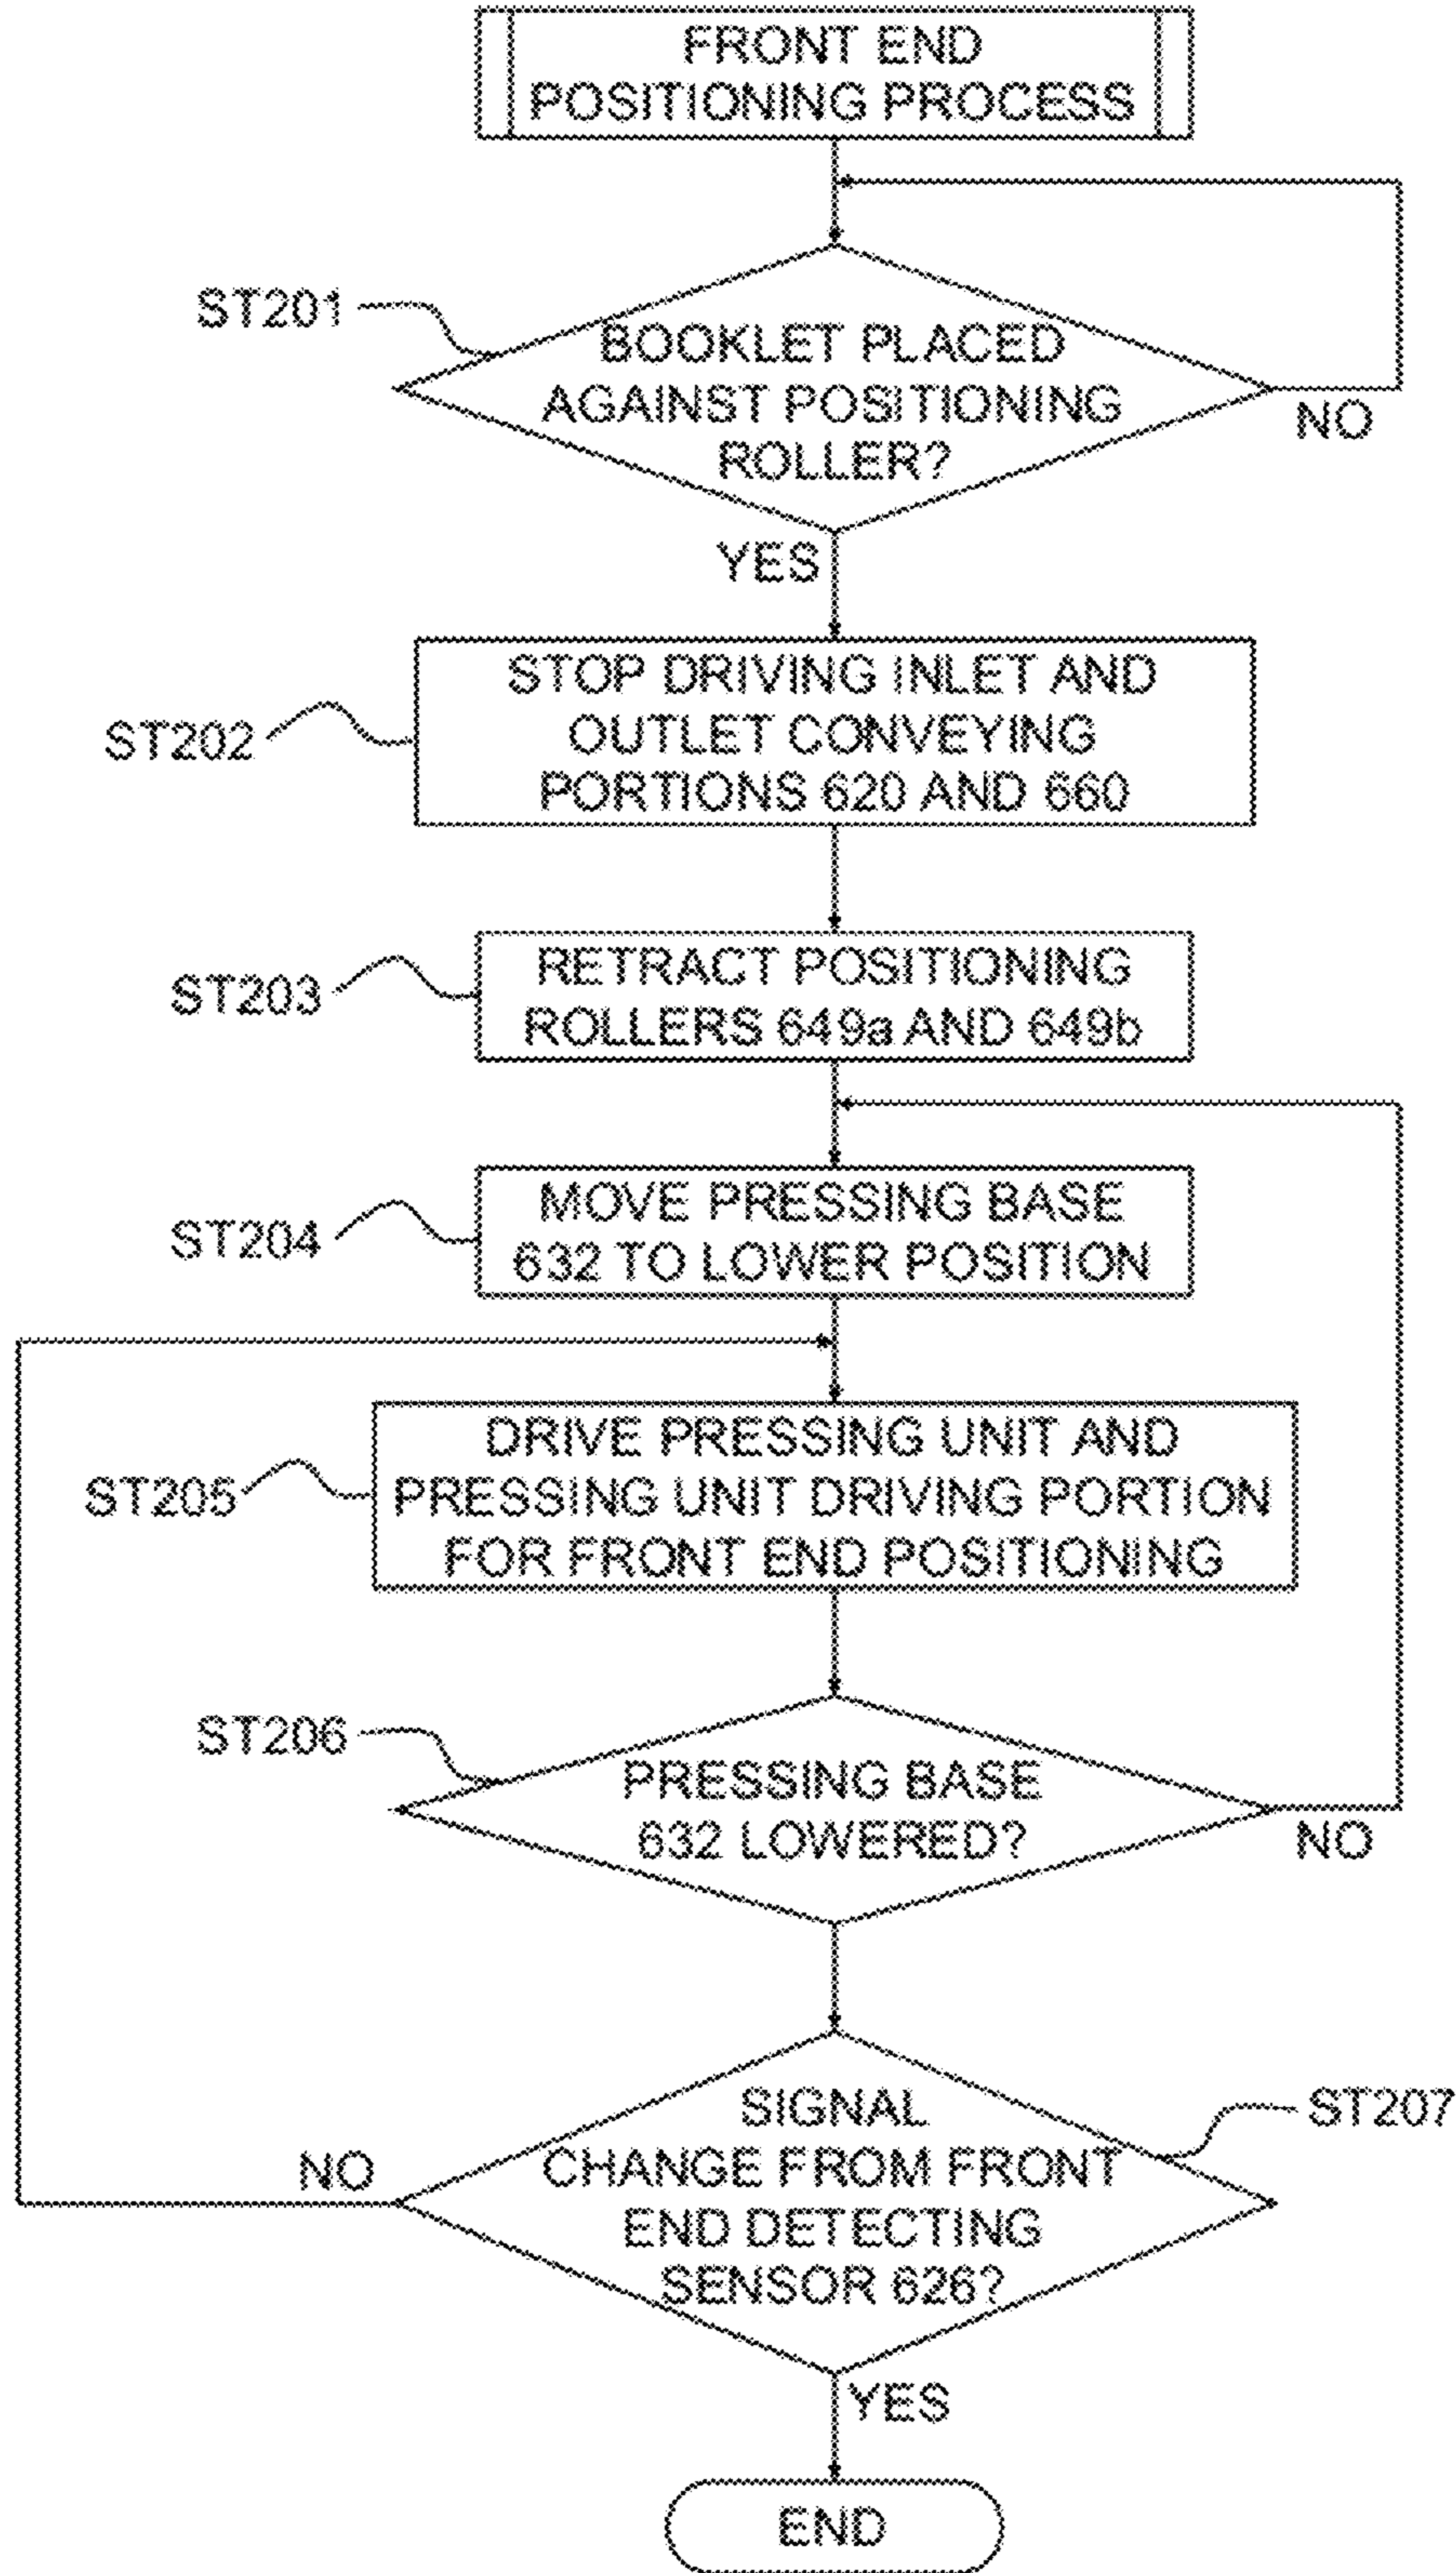 FRONT END
POSITIONING PROCESS
ST201
BOOKLET PLACED
AGAINST POSITIONING
ROLLER?
NO
YES
ST202
STOP DRIVING INLET AND
OUTLET CONVEYING
PORTIONS 620 AND 660
ST203
RETRACT POSITIONING
ROLLERS 649a AND 649b
ST204
MOVE PRESSING BASE
632 TO LOWER POSITION
ST205
DRIVE PRESSING UNIT AND
PRESSING UNIT DRIVING PORTION
FOR FRONT END POSITIONING
ST206
PRESSING BASE
632 LOWERED?
NO
ST207
SIGNAL
CHANGE FROM FRONT
END DETECTING
SENSOR 626?
NO
YES
END